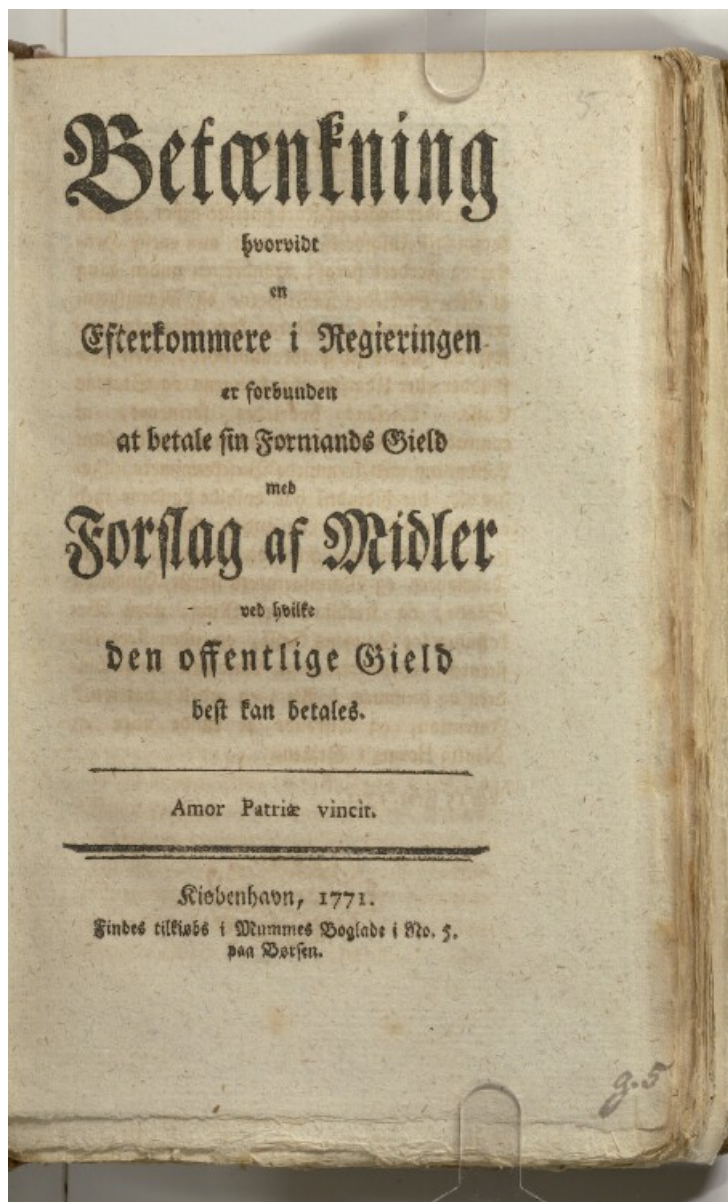 5.
Betænkning
hvorvidt
en
Efterkommere i Regieringen
er forbunden
at betale sin Formands Gield
med
Forslag af Midler
ved hvilke
den offentlige Gield
best kan betales.
Amor Patriæ vincit.
Kiøbenhavn, 1771.
Findes tilkiøbs i Mummes Boglade i No. 5.
paa Børsen.
g.5